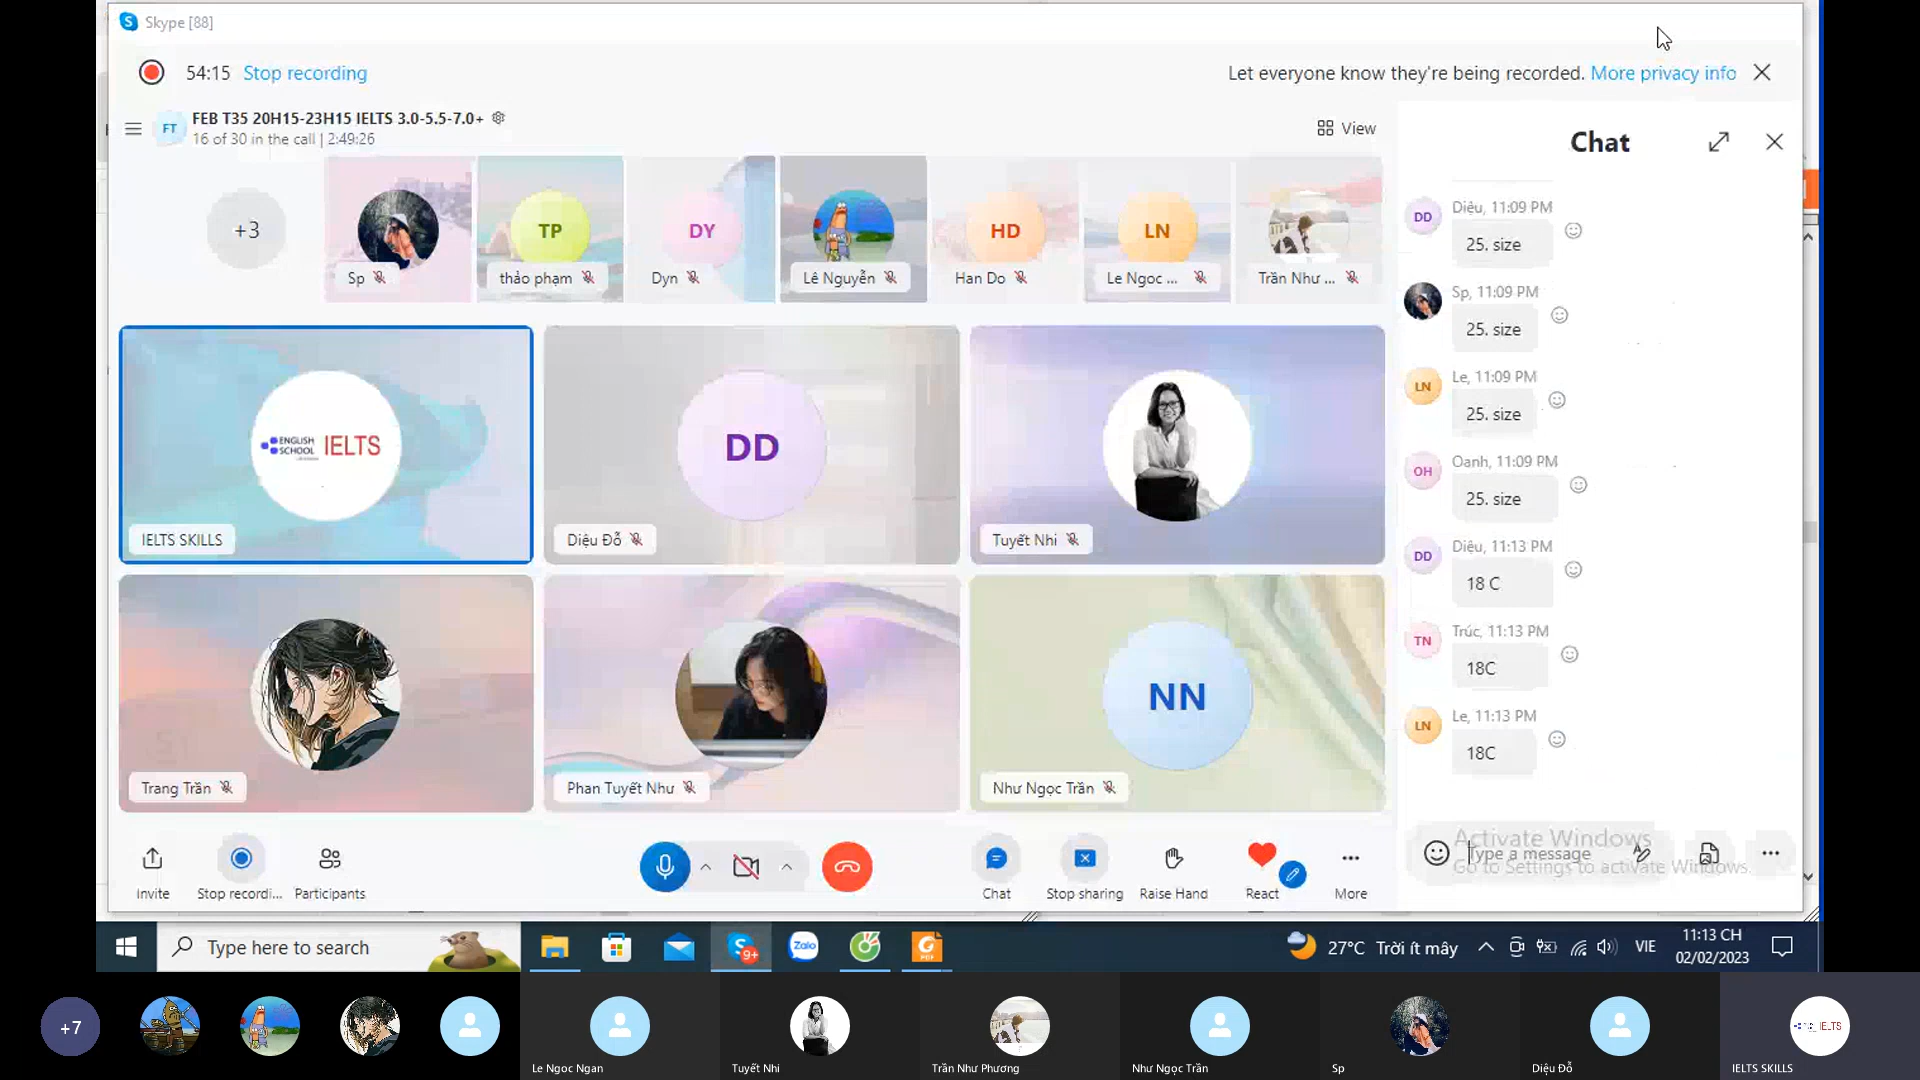 Skype [88]
54:15 Stop recording
Let everyone know they're being recorded. More privacy info
FT
FEB T35 20H15-23H15 IELTS 3.0-5.5-7.0+
16 of 30 in the call | 2:49:26
View
Chat
+3
TP
DY
HD
LN
Sp
thảo phạm
Dyn
Lê Nguyễn
Han Do
Le Ngoc ...
Trần Như ...
ENGLISH SCHOOL IELTS
IELTS SKILLS
DD
Diệu Đỗ
Tuyết Nhi
Trang Trần
Phan Tuyết Như
NN
Như Ngọc Trần
DD
Diệu, 11:09 PM
25. size
Sp, 11:09 PM
25. size
LN
Le, 11:09 PM
25. size
OH
Oanh, 11:09 PM
25. size
DD
Diệu, 11:13 PM
18 C
TN
Trúc, 11:13 PM
18C
LN
Le, 11:13 PM
18C
Activate Windows
Type a message
Go to Settings to activate Windows.
Invite
Stop recordi...
Participants
Chat
Stop sharing
Raise Hand
React
More
Type here to search
9+
Zalo
27°C Trời ít mây
VIE
11:13 CH
02/02/2023
+7
Le Ngoc Ngan
Tuyết Nhi
Trần Như Phương
Như Ngọc Trần
Sp
Diệu Đỗ
IELTS
IELTS SKILLS